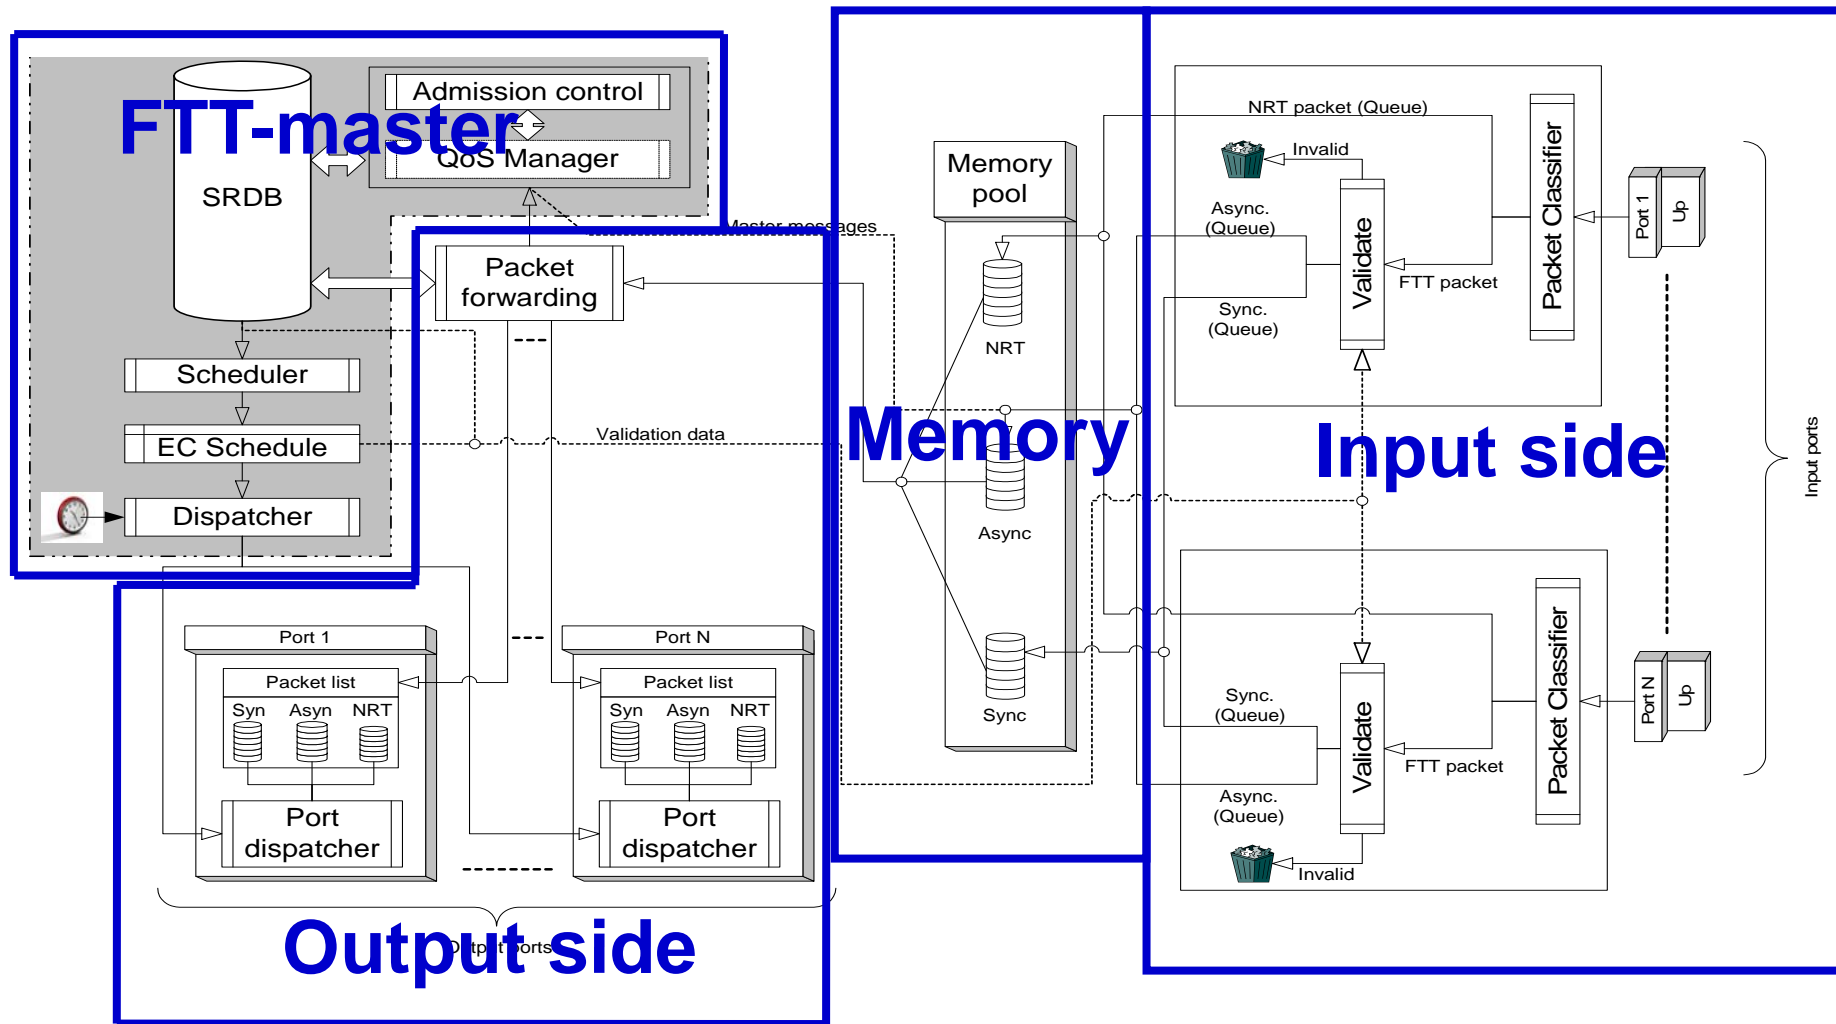 Admission control
FTT-master
QoS Manager
SRDB
Master messages
Packet
forwarding
Scheduler
EC Schedule
Validation data
Dispatcher
Port 1
Packet list
Syn
Asyn
NRT
Port
dispatcher
Port N
Packet list
Syn
Asyn
NRT
Port
dispatcher
Output ports
Output side
Memory
pool
NRT
Memory
Async
Sync
NRT packet (Queue)
Invalid
Async.
(Queue)
Sync.
(Queue)
Validate
FTT packet
Packet Classifier
Port 1
Up
Input side
Input ports
Sync.
(Queue)
Async.
(Queue)
Validate
FTT packet
Invalid
Packet Classifier
Port N
Up